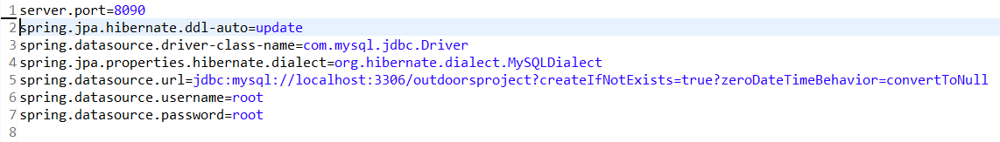 1 server.port=8090
2 spring.jpa.hibernate.ddl-auto=update
3 spring.datasource.driver-class-name=com.mysql.jdbc.Driver
4 spring.jpa.properties.hibernate.dialect=org.hibernate.dialect.MySQLDialect
5 spring.datasource.url=jdbc:mysql://localhost:3306/outdoorsproject?createIfNotExists=true?zeroDateTimeBehavior=convertToNull
6 spring.datasource.username=root
7 spring.datasource.password=root
8